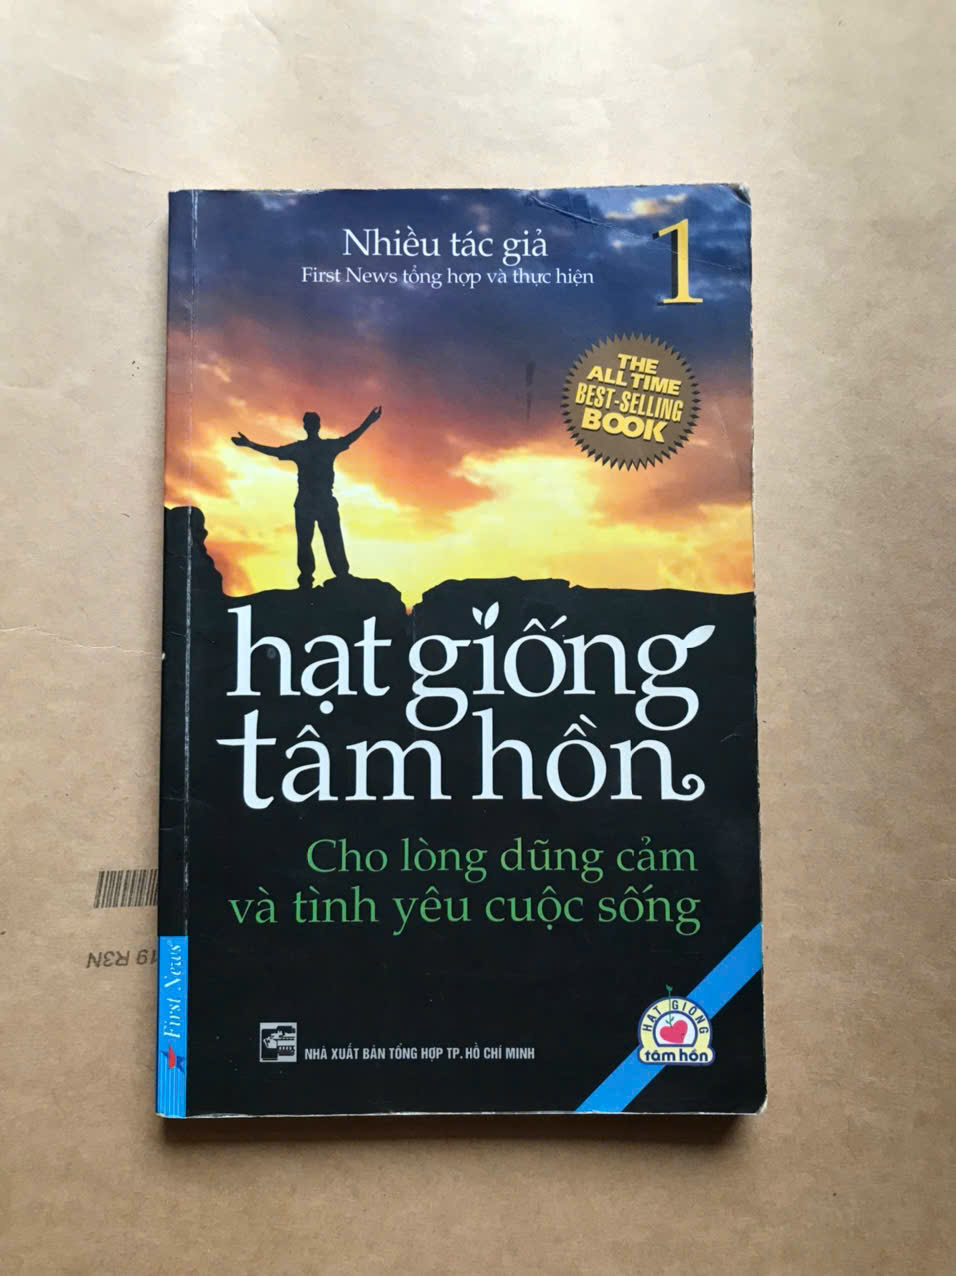 Nhiều tác giả
First News tổng hợp và thực hiện
1
THE
ALL TIME
BEST-SELLING
BOOK
hạt giống
tâm hồn
Cho lòng dũng cảm
và tình yêu cuộc sống
First News
NHÀ XUẤT BẢN TỔNG HỢP TP. HỒ CHÍ MINH
HẠT GIỐNG
tâm hồn
19 R3N